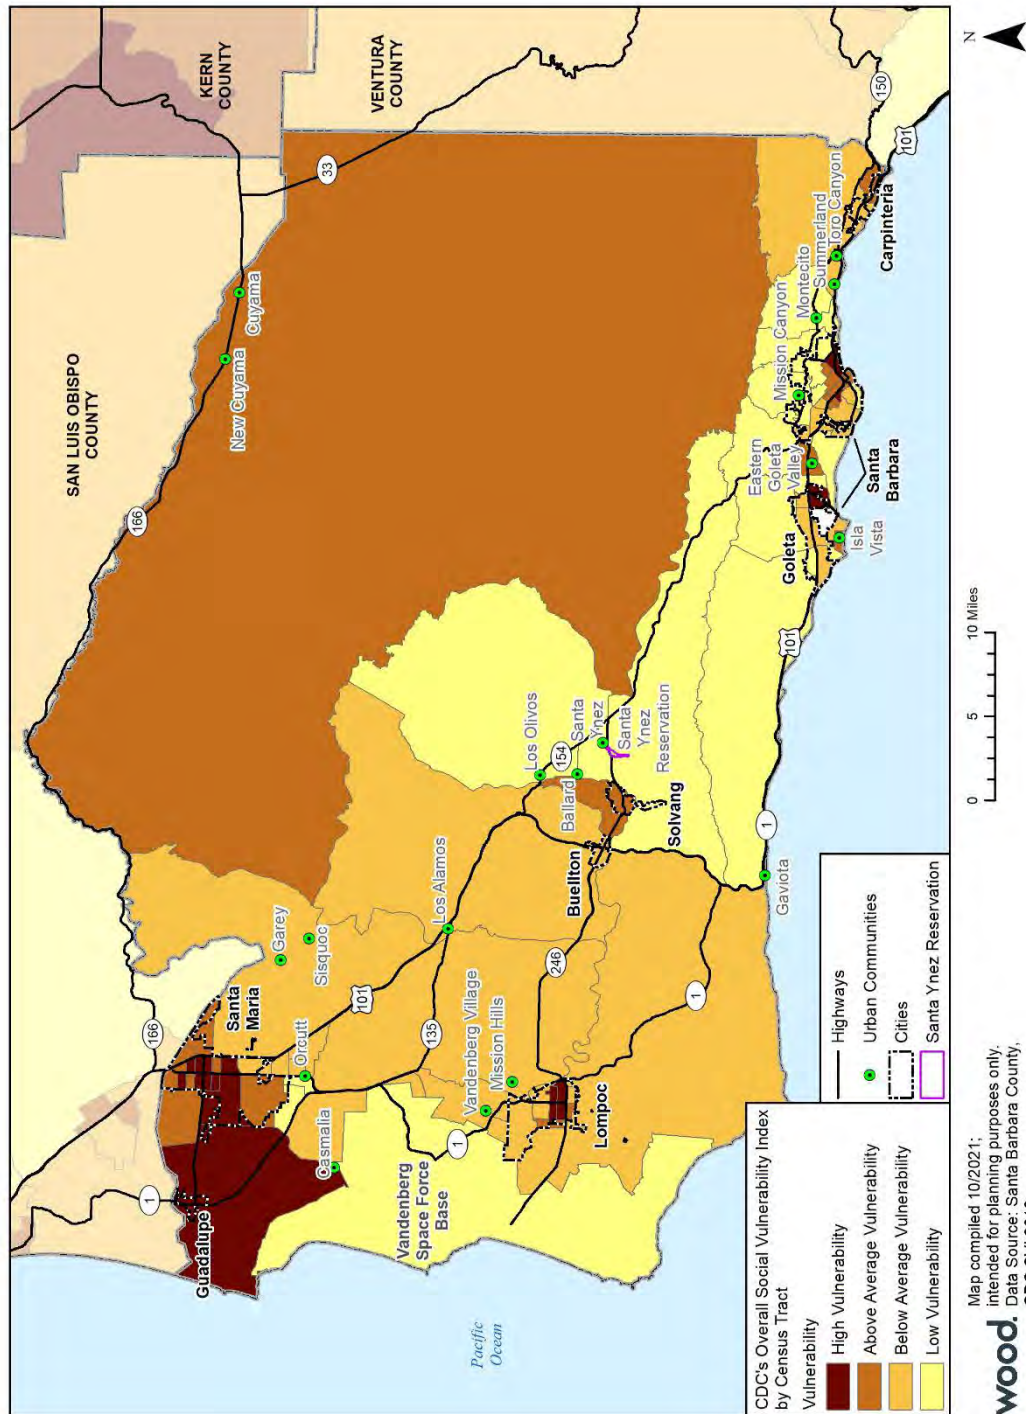 SAN LUIS OBISPO
COUNTY
KERN
COUNTY
VENTURA
COUNTY
166
166
33
1
New Cuyama
Cuyama
Guadalupe
Santa
Maria
Garey
Sisquoc
Orcutt
Casmalia
101
135
Los Alamos
Vandenberg
Space Force
Base
Vandenberg Village
Mission Hills
1
Lompoc
246
1
Buellton
Solvang
Los Olivos
154
Ballard
Santa
Ynez
Santa
Ynez
Reservation
Gaviota
1
101
Goleta
Isla
Vista
Eastern
Goleta
Valley
Santa
Barbara
Mission Canyon
Montecito
Summerland
Toro Canyon
Carpinteria
150
101
Pacific
Ocean
CDC's Overall Social Vulnerability Index
by Census Tract
Vulnerability
High Vulnerability
Above Average Vulnerability
Below Average Vulnerability
Low Vulnerability
Highways
Urban Communities
Cities
Santa Ynez Reservation
0 5 10 Miles
N
wood.
Map compiled 10/2021;
intended for planning purposes only.
Data Source: Santa Barbara County,